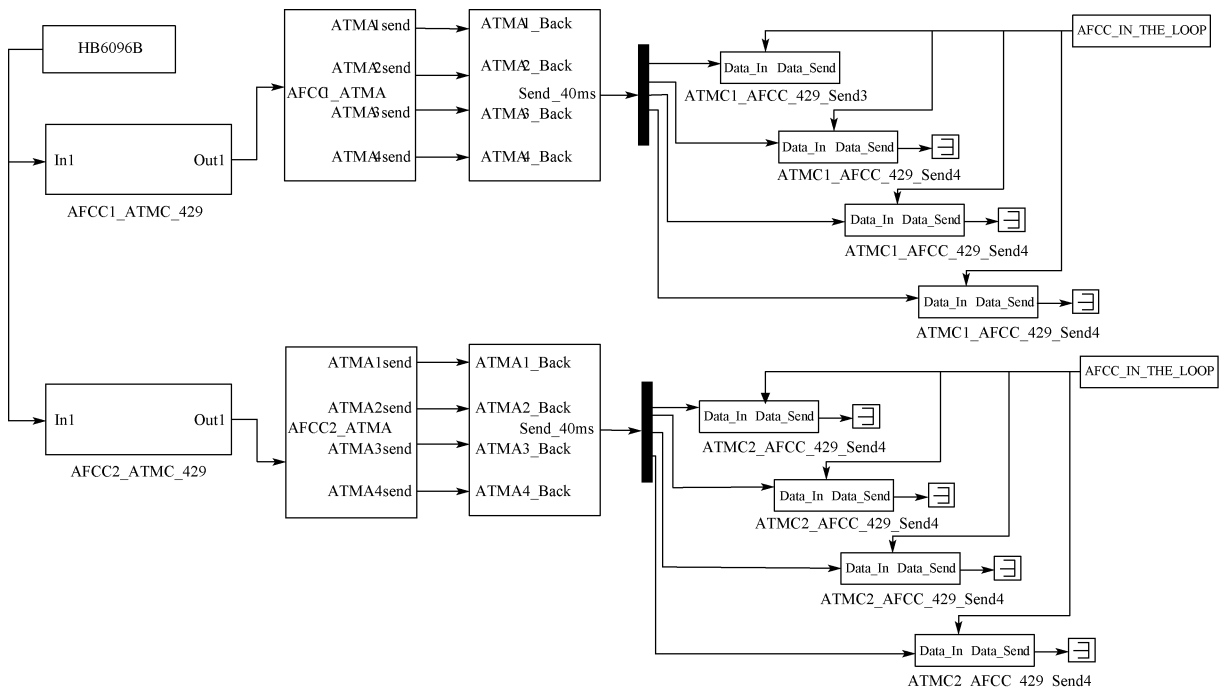 HB6096B
In1 Out1
AFCC1_ATMC_429
ATMA1send
ATMA2send
AFCC1_ATMA
ATMA3send
ATMA4send
ATMA1_Back
ATMA2_Back
Send_40ms
ATMA3_Back
ATMA4_Back
AFCC_IN_THE_LOOP
Data_In Data_Send
ATMC1_AFCC_429_Send3
Data_In Data_Send
ATMC1_AFCC_429_Send4
Data_In Data_Send
ATMC1_AFCC_429_Send4
Data_In Data_Send
ATMC1_AFCC_429_Send4
In1 Out1
AFCC2_ATMC_429
ATMA1send
ATMA2send
AFCC2_ATMA
ATMA3send
ATMA4send
ATMA1_Back
ATMA2_Back
Send_40ms
ATMA3_Back
ATMA4_Back
AFCC_IN_THE_LOOP
Data_In Data_Send
ATMC2_AFCC_429_Send4
Data_In Data_Send
ATMC2_AFCC_429_Send4
Data_In Data_Send
ATMC2_AFCC_429_Send4
Data_In Data_Send
ATMC2_AFCC_429_Send4